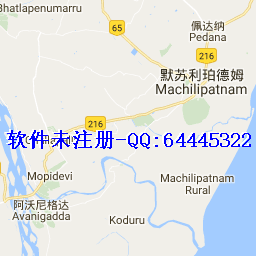 Bhatlapenumarru
佩达纳
Pedana
65
默苏利珀德姆
Machilipatnam
216
软件未注册-QQ:64445322
216
Mopidevi
Machilipatnam
Rural
阿沃尼格达
Avanigadda
Koduru